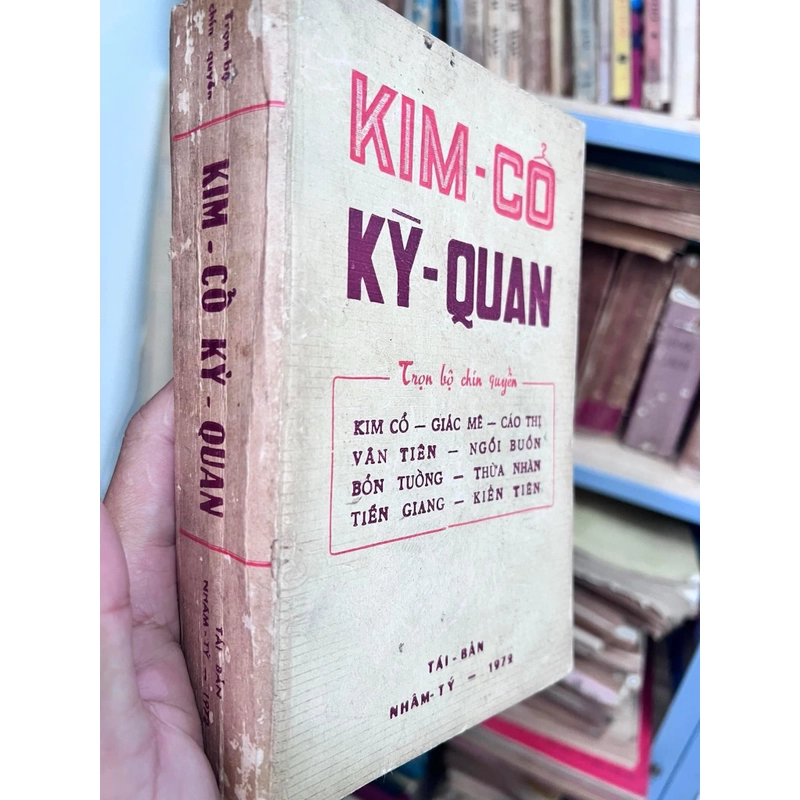 KIM-CỔ
KỲ-QUAN
Trọn bộ chín quyển
KIM CỔ — GIÁC MÊ — CÁO THỊ
VÂN TIÊN — NGỒI BUỒN
BỔN TUỒNG — THỪA NHÀN
TIỀN GIANG — KIỂN TIÊN
TÁI-BẢN
NHÂM-TÝ — 1972
Trọn bộ
chín quyển
KIM - CỔ KỲ - QUAN
TÁI BẢN
NHÂM-TÝ — 1972